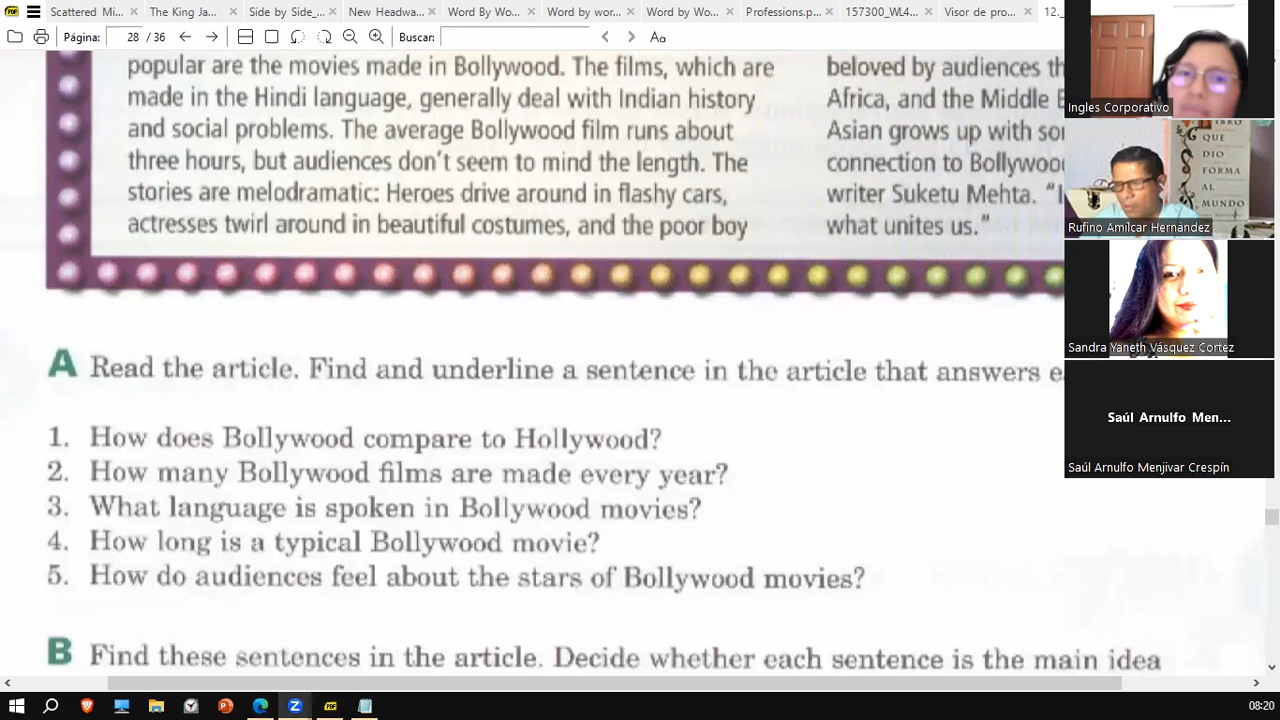 Scattered Mi...
The King Ja...
Side by Side_...
New Headwa...
Word By Wo...
Word by wor...
Word by Wo...
Professions.p...
157300_WL4...
Visor de pro...
12._
Página:
28 / 36
Buscar:
Aa
popular are the movies made in Bollywood. The films, which are
made in the Hindi language, generally deal with Indian history
and social problems. The average Bollywood film runs about
three hours, but audiences don't seem to mind the length. The
stories are melodramatic: Heroes drive around in flashy cars,
actresses twirl around in beautiful costumes, and the poor boy
beloved by audiences th
Africa, and the Middle E
Asian grows up with so
connection to Bollywoo
writer Suketu Mehta. "I
what unites us."
A Read the article. Find and underline a sentence in the article that answers e
1. How does Bollywood compare to Hollywood?
2. How many Bollywood films are made every year?
3. What language is spoken in Bollywood movies?
4. How long is a typical Bollywood movie?
5. How do audiences feel about the stars of Bollywood movies?
B Find these sentences in the article. Decide whether each sentence is the main idea
Ingles Corporativo
LIBRO
QUE
DIO
FORMA
AL
MUNDO
Rufino Amílcar Hernández
Sandra Yaneth Vásquez Cortez
Saúl Arnulfo Men...
Saúl Arnulfo Menjivar Crespín
08:20